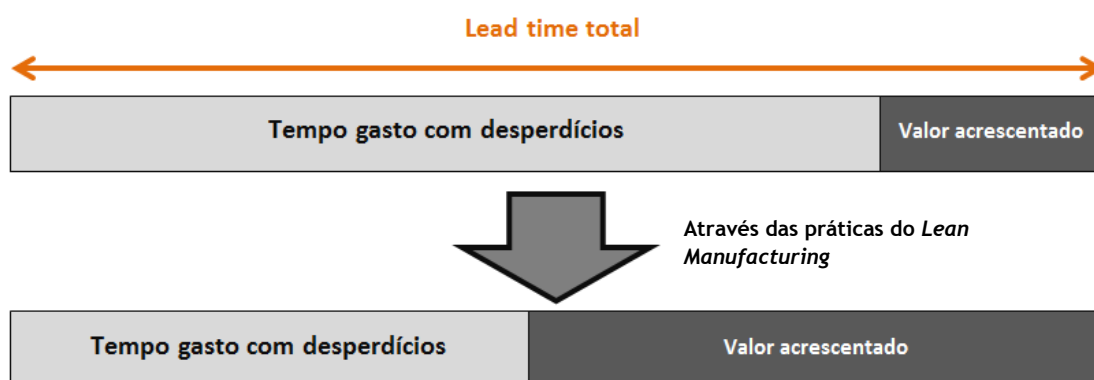 Lead time total
Tempo gasto com desperdícios
Valor acrescentado
Através das práticas do Lean
Manufacturing
Tempo gasto com desperdícios
Valor acrescentado